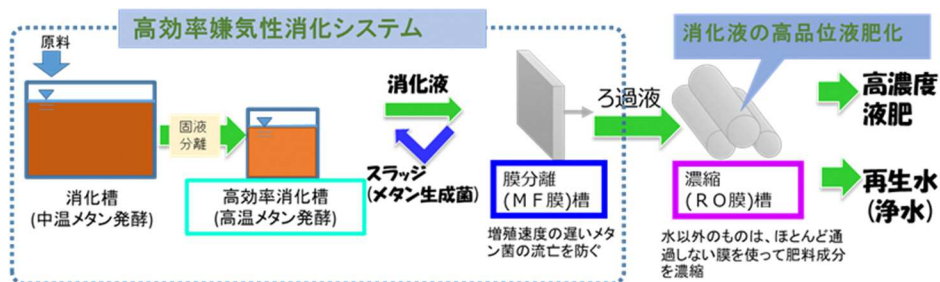 高効率嫌気性消化システム
消化液の高品位液肥化
原料
固液
分離
消化槽
(中温メタン発酵)
高効率消化槽
(高温メタン発酵)
消化液
スラッジ
(メタン生成菌)
膜分離
(MF膜)槽
増殖速度の遅いメタ
ン菌の流亡を防ぐ
ろ過液
濃縮
(RO膜)槽
水以外のものは、ほとんど通
過しない膜を使って肥料成分
を濃縮
高濃度
液肥
再生水
(浄水)